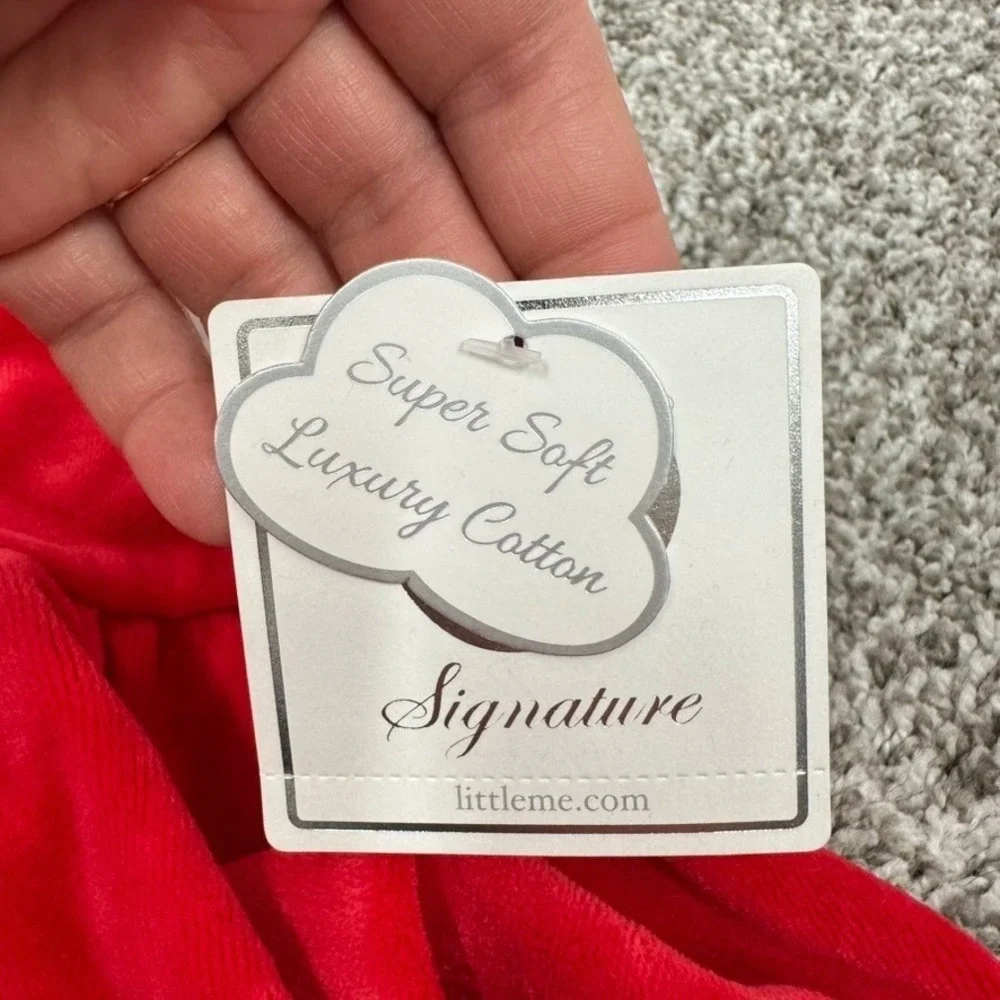 Super Soft
Luxury Cotton
Signature
littleme.com